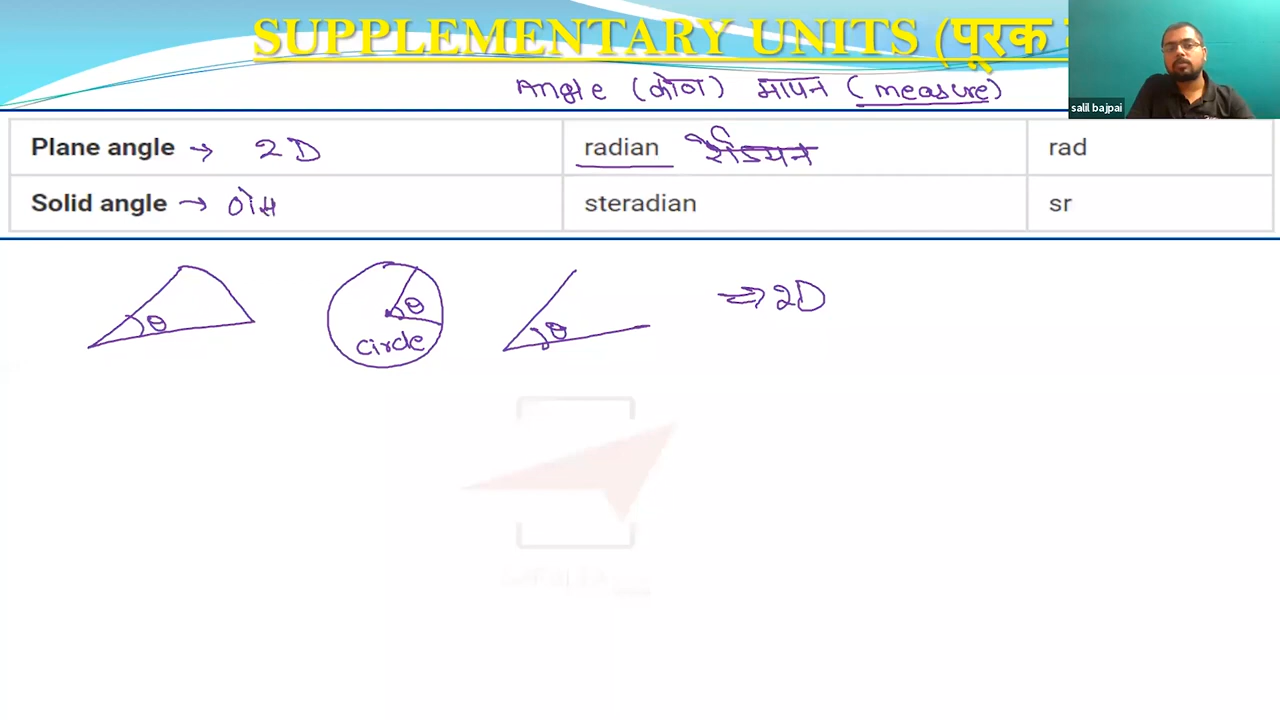 SUPPLEMENTARY UNITS (पूरक
Angle (कोण) मापन (measure)
salil bajpai
Plane angle → 2D radian रेडियन rad
Solid angle → ठोस steradian sr
θ θ θ ⇒ 2D
circle